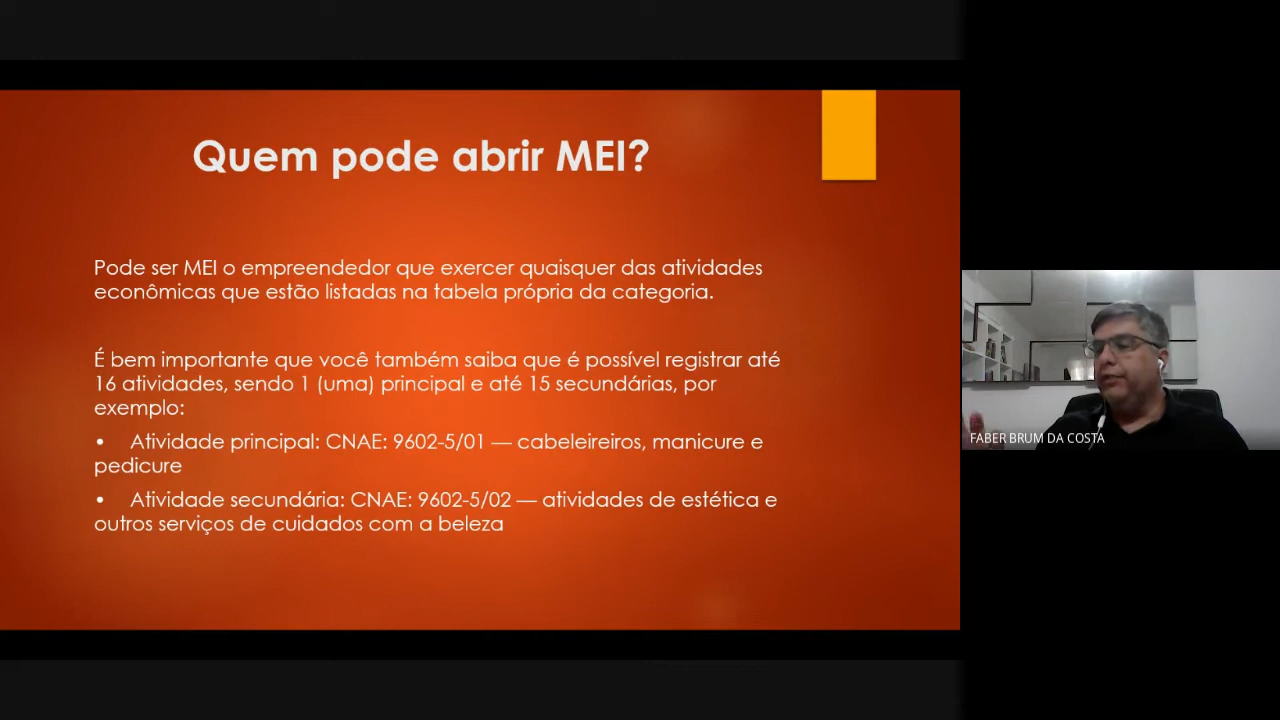 Quem pode abrir MEI?
Pode ser MEI o empreendedor que exercer quaisquer das atividades
econômicas que estão listadas na tabela própria da categoria.
É bem importante que você também saiba que é possível registrar até
16 atividades, sendo 1 (uma) principal e até 15 secundárias, por
exemplo:
• Atividade principal: CNAE: 9602-5/01 — cabeleireiros, manicure e
pedicure
• Atividade secundária: CNAE: 9602-5/02 — atividades de estética e
outros serviços de cuidados com a beleza
FABER BRUM DA COSTA